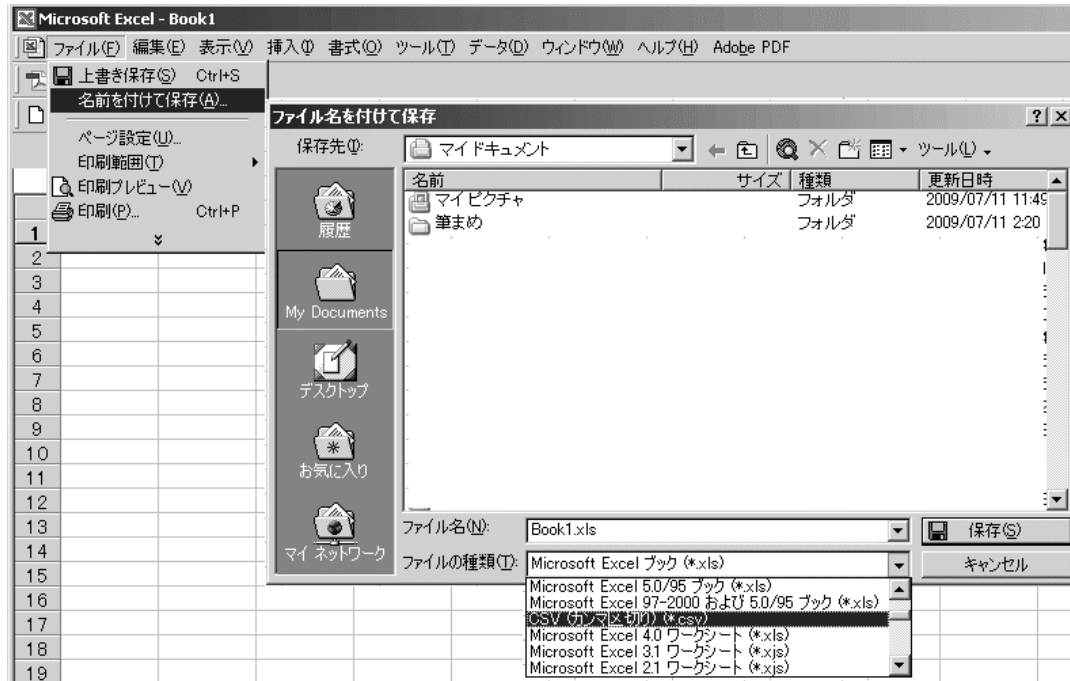 Microsoft Excel - Book1
ファイル(F) 編集(E) 表示(V) 挿入(I) 書式(O) ツール(T) データ(D) ウィンドウ(W) ヘルプ(H) Adobe PDF
上書き保存(S) Ctrl+S
名前を付けて保存(A)...
ページ設定(U)...
印刷範囲(T)
印刷プレビュー(V)
印刷(P)... Ctrl+P
ファイル名を付けて保存
保存先(I): マイ ドキュメント ツール(L)
名前 サイズ 種類 更新日時
マイ ピクチャ フォルダ 2009/07/11 11:49
筆まめ フォルダ 2009/07/11 2:20
履歴
My Documents
デスクトップ
お気に入り
マイ ネットワーク
ファイル名(N): Book1.xls 保存(S)
ファイルの種類(T): Microsoft Excel ブック (*.xls) キャンセル
Microsoft Excel 5.0/95 ブック (*.xls)
Microsoft Excel 97-2000 および 5.0/95 ブック (*.xls)
CSV (カンマ区切り) (*.csv)
Microsoft Excel 4.0 ワークシート (*.xls)
Microsoft Excel 3.1 ワークシート (*.xjs)
Microsoft Excel 2.1 ワークシート (*.xjs)
1
2
3
4
5
6
7
8
9
10
11
12
13
14
15
16
17
18
19